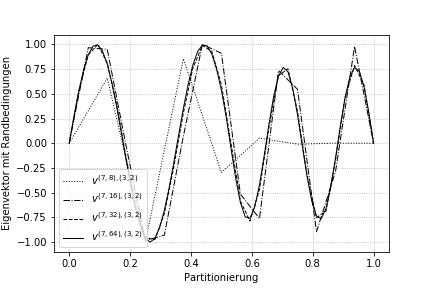 Eigenvektor mit Randbedingungen
1.00
0.75
0.50
0.25
0.00
−0.25
−0.50
−0.75
−1.00
v^(7,8),(3,2)
v^(7,16),(3,2)
v^(7,32),(3,2)
v^(7,64),(3,2)
0.0 0.2 0.4 0.6 0.8 1.0
Partitionierung